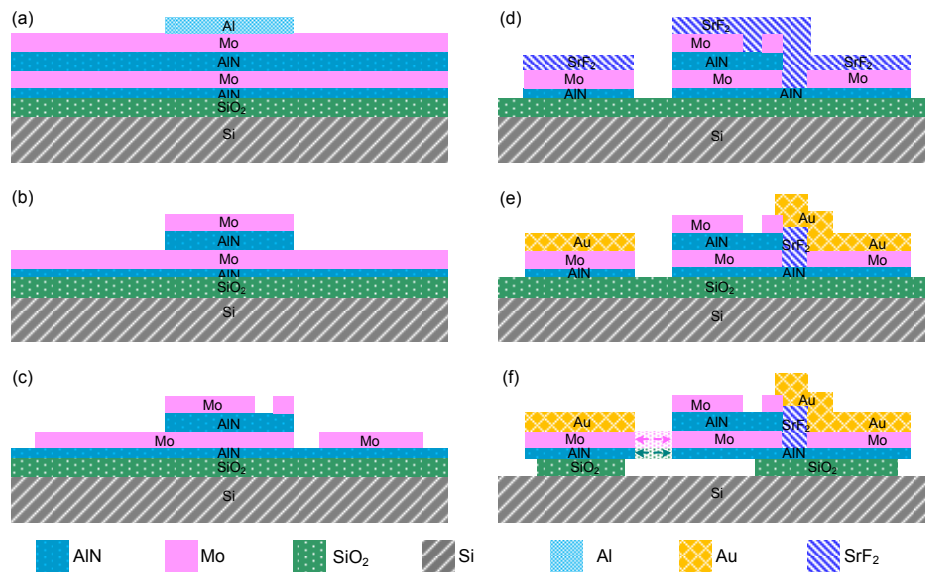 (a)
Al
Mo
AlN
Mo
AlN
SiO₂
Si
(b)
Mo
AlN
Mo
AlN
SiO₂
Si
(c)
Mo
AlN
Mo Mo
AlN
SiO₂
Si
(d)
SrF₂
Mo
SrF₂ AlN SrF₂
Mo Mo Mo
AlN AlN
Si
(e)
Au
Mo
Au AlN SrF₂ Au
Mo Mo Mo
AlN AlN
SiO₂
Si
(f)
Au
Mo
Au AlN SrF₂ Au
Mo Mo Mo
AlN AlN
SiO₂ SiO₂
Si
AlN Mo SiO₂ Si Al Au SrF₂